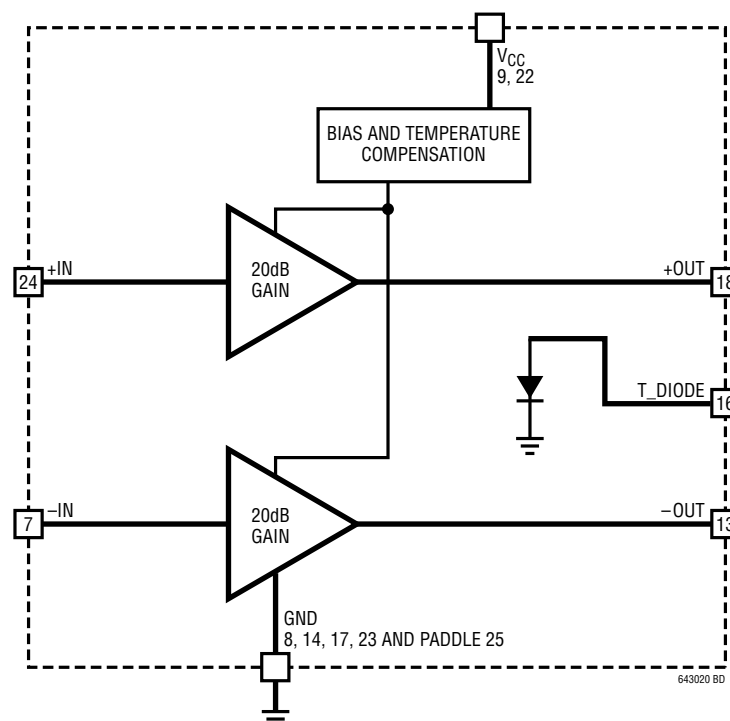 VCC
9, 22
BIAS AND TEMPERATURE
COMPENSATION
24
+IN
20dB
GAIN
+OUT
18
T_DIODE
16
7
–IN
20dB
GAIN
–OUT
13
GND
8, 14, 17, 23 AND PADDLE 25
643020 BD